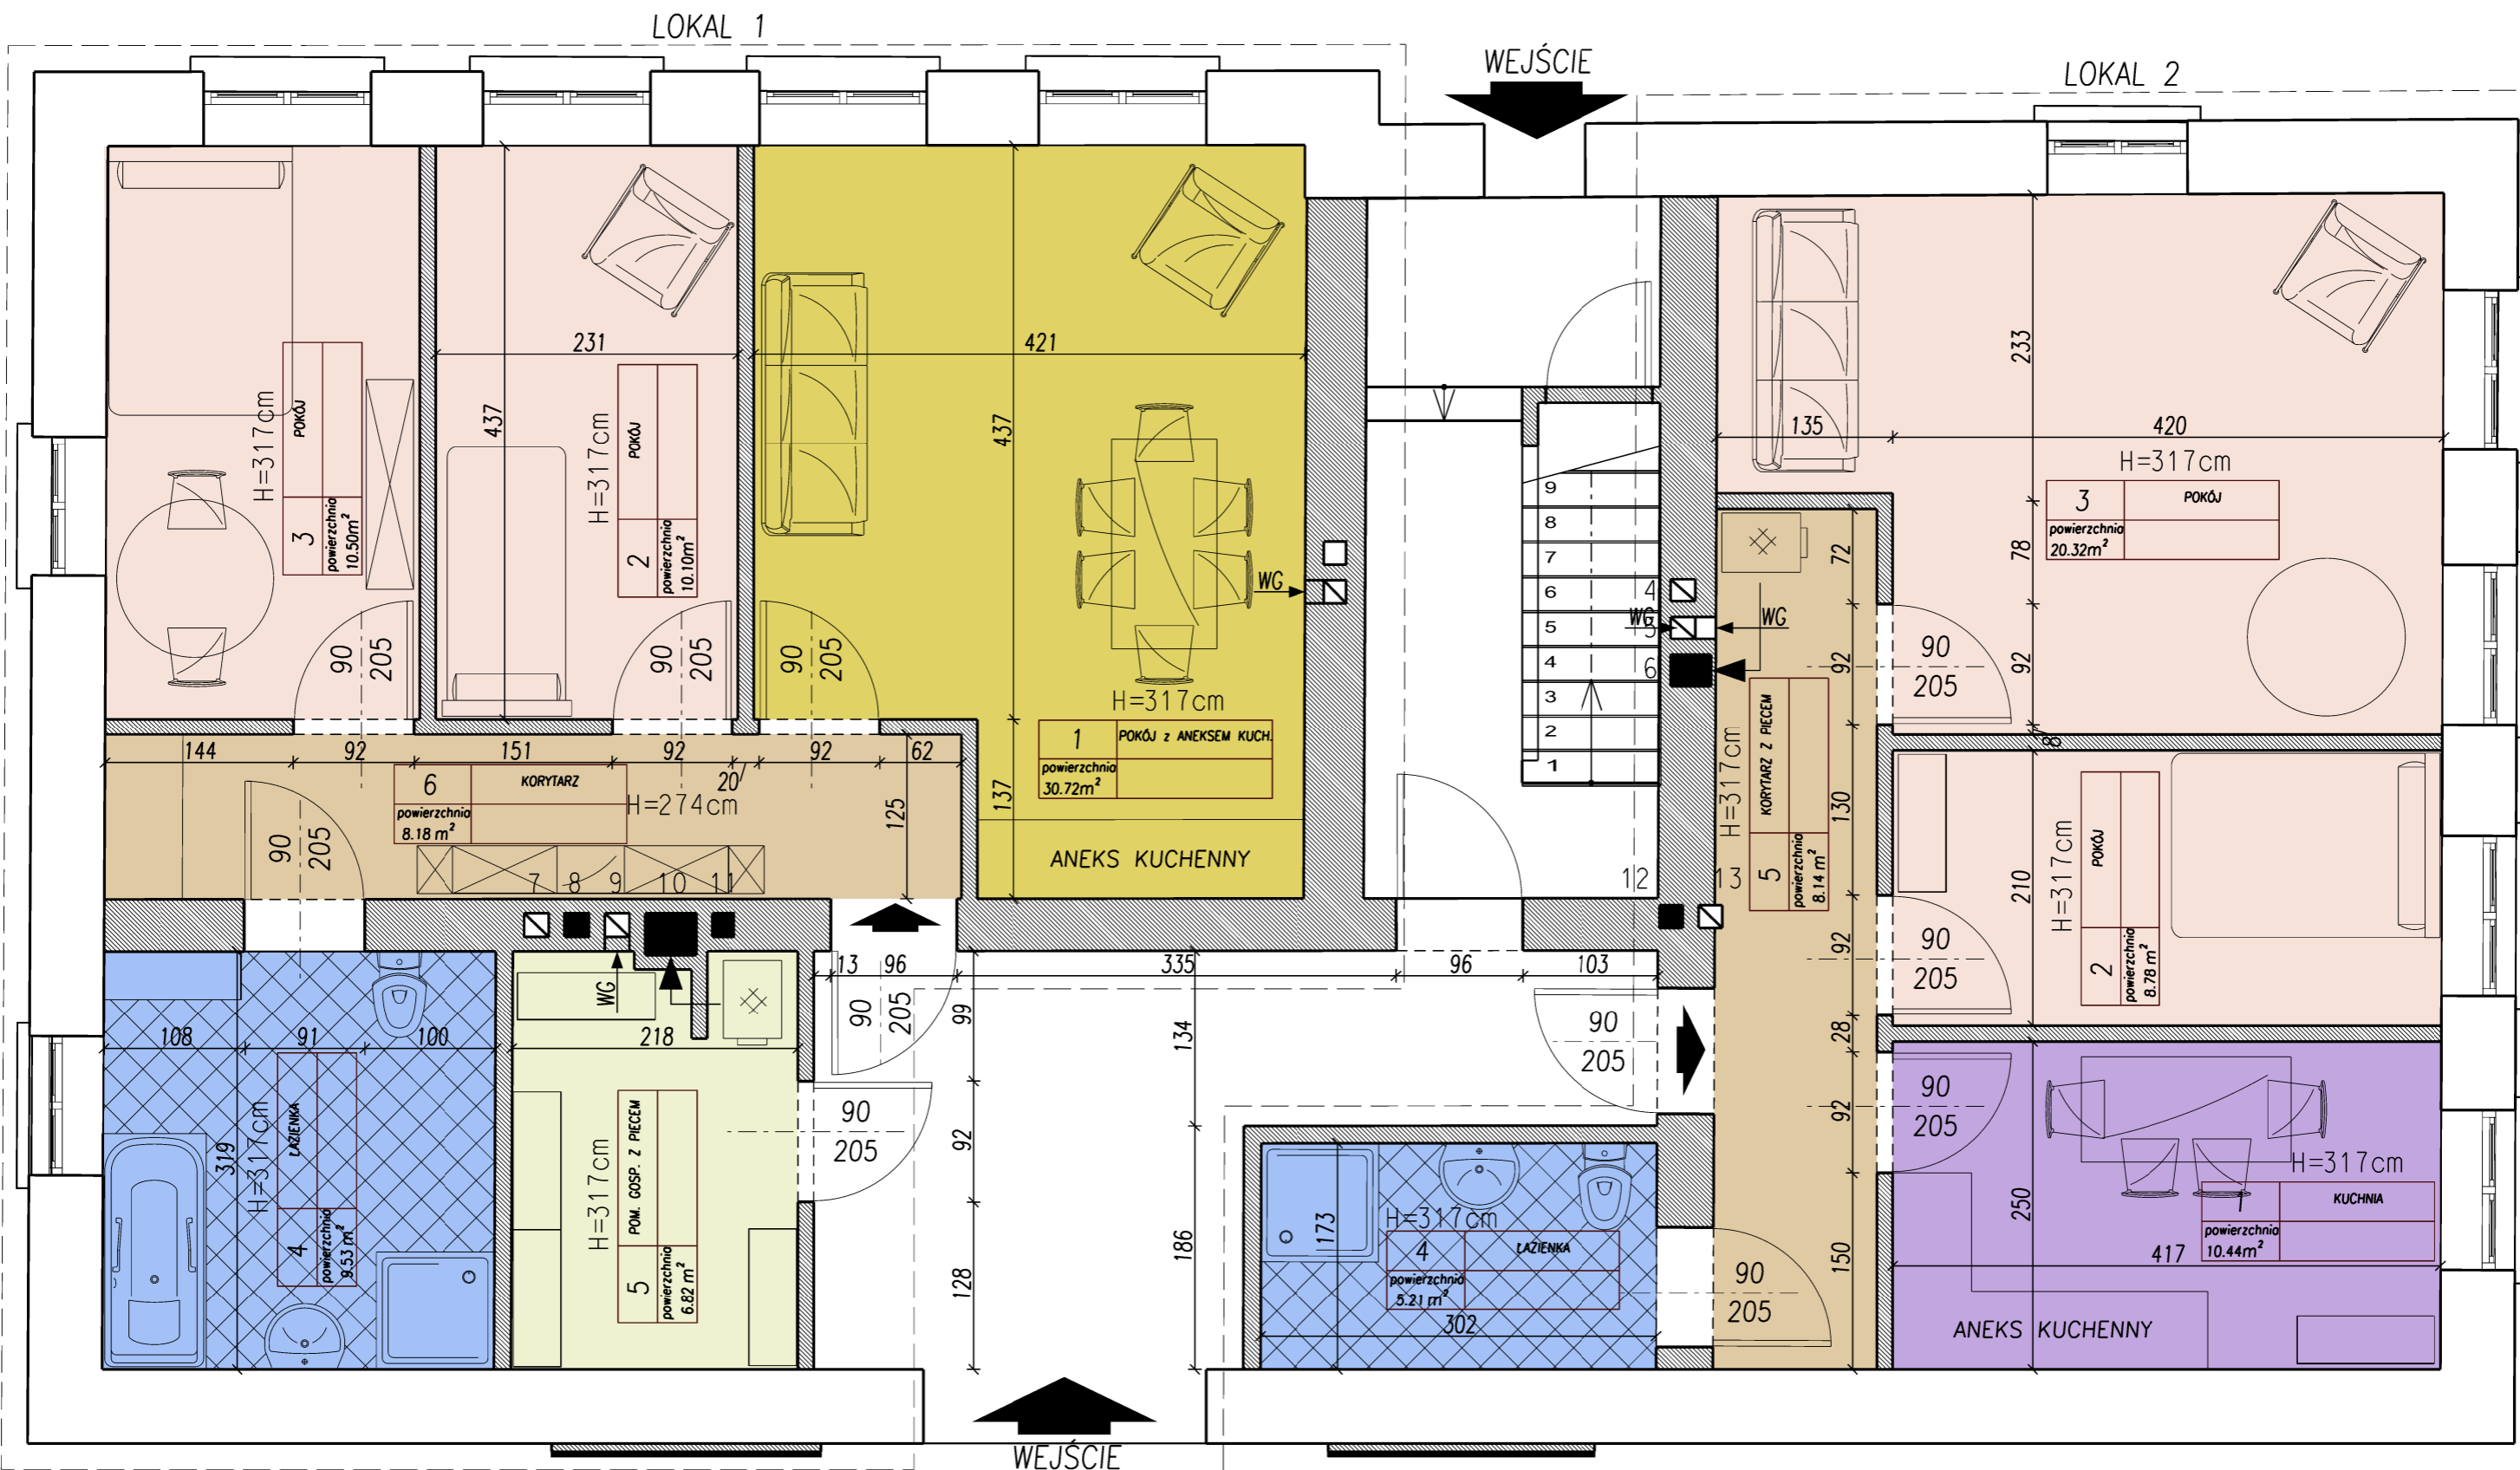 LOKAL 1
WEJŚCIE
LOKAL 2
231
437
H=317cm
3
POKÓJ
powierzchnia
10.50m²
H=317cm
2
POKÓJ
powierzchnia
10.10m²
421
437
H=317cm
1
POKÓJ z ANEKSEM KUCH.
powierzchnia
30.72m²
137
ANEKS KUCHENNY
WG
90
205
90
205
90
205
144
92
151
92
20
92
62
6
KORYTARZ
powierzchnia
8.18 m²
H=274cm
125
90
205
7
8
9
10
11
WG
108
91
100
319
H=317cm
4
ŁAZIENKA
powierzchnia
9.53 m²
218
H=317cm
5
POM. GOSP. Z PIECEM
powierzchnia
6.82 m²
13
96
335
96
103
90
205
99
92
128
134
186
90
205
90
205
WEJŚCIE
9
8
7
6
5
4
3
2
1
4
WG
5
WG
6
12
13
233
135
420
H=317cm
3
POKÓJ
powierzchnia
20.32m²
78
92
8
72
92
130
92
28
92
150
90
205
H=317cm
5
KORYTARZ Z PIECEM
powierzchnia
8.14 m²
210
H=317cm
2
POKÓJ
powierzchnia
8.78 m²
90
205
90
205
250
H=317cm
1
KUCHNIA
powierzchnia
10.44m²
417
ANEKS KUCHENNY
173
H=317cm
4
ŁAZIENKA
powierzchnia
5.21 m²
302
90
205